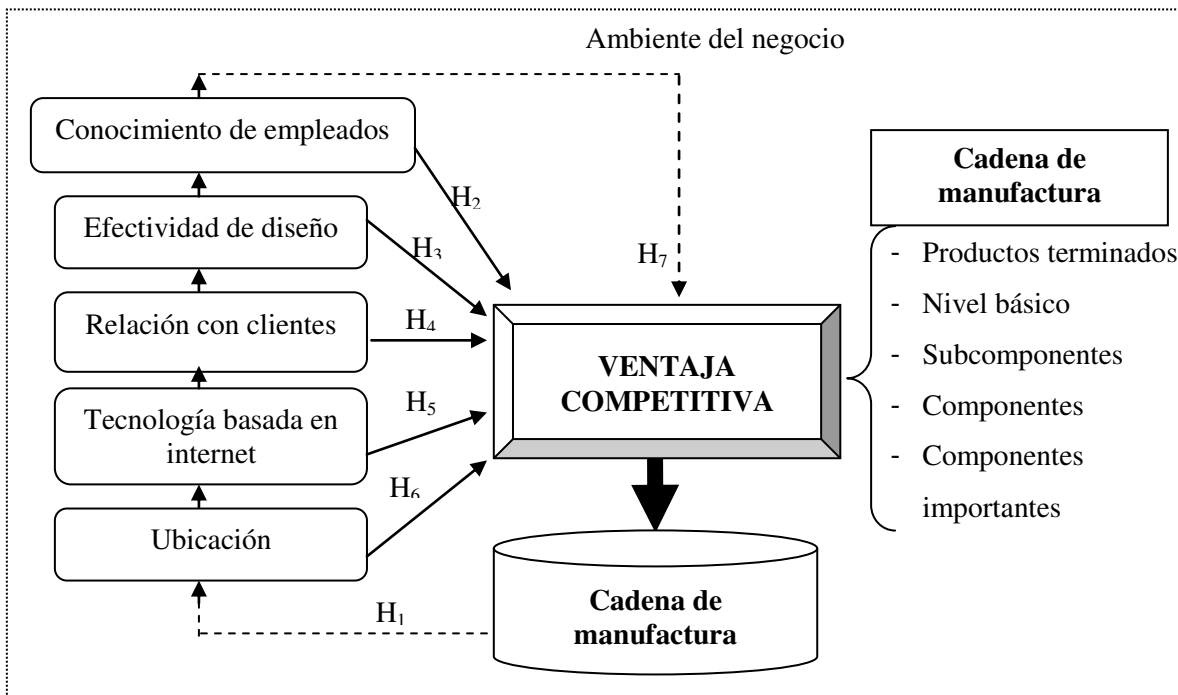 Ambiente del negocio
Conocimiento de empleados
Efectividad de diseño
Relación con clientes
Tecnología basada en
internet
Ubicación
H₂
H₃
H₄
H₅
H₆
H₇
H₁
VENTAJA
COMPETITIVA
Cadena de
manufactura
Cadena de
manufactura
- Productos terminados
- Nivel básico
- Subcomponentes
- Componentes
- Componentes
importantes